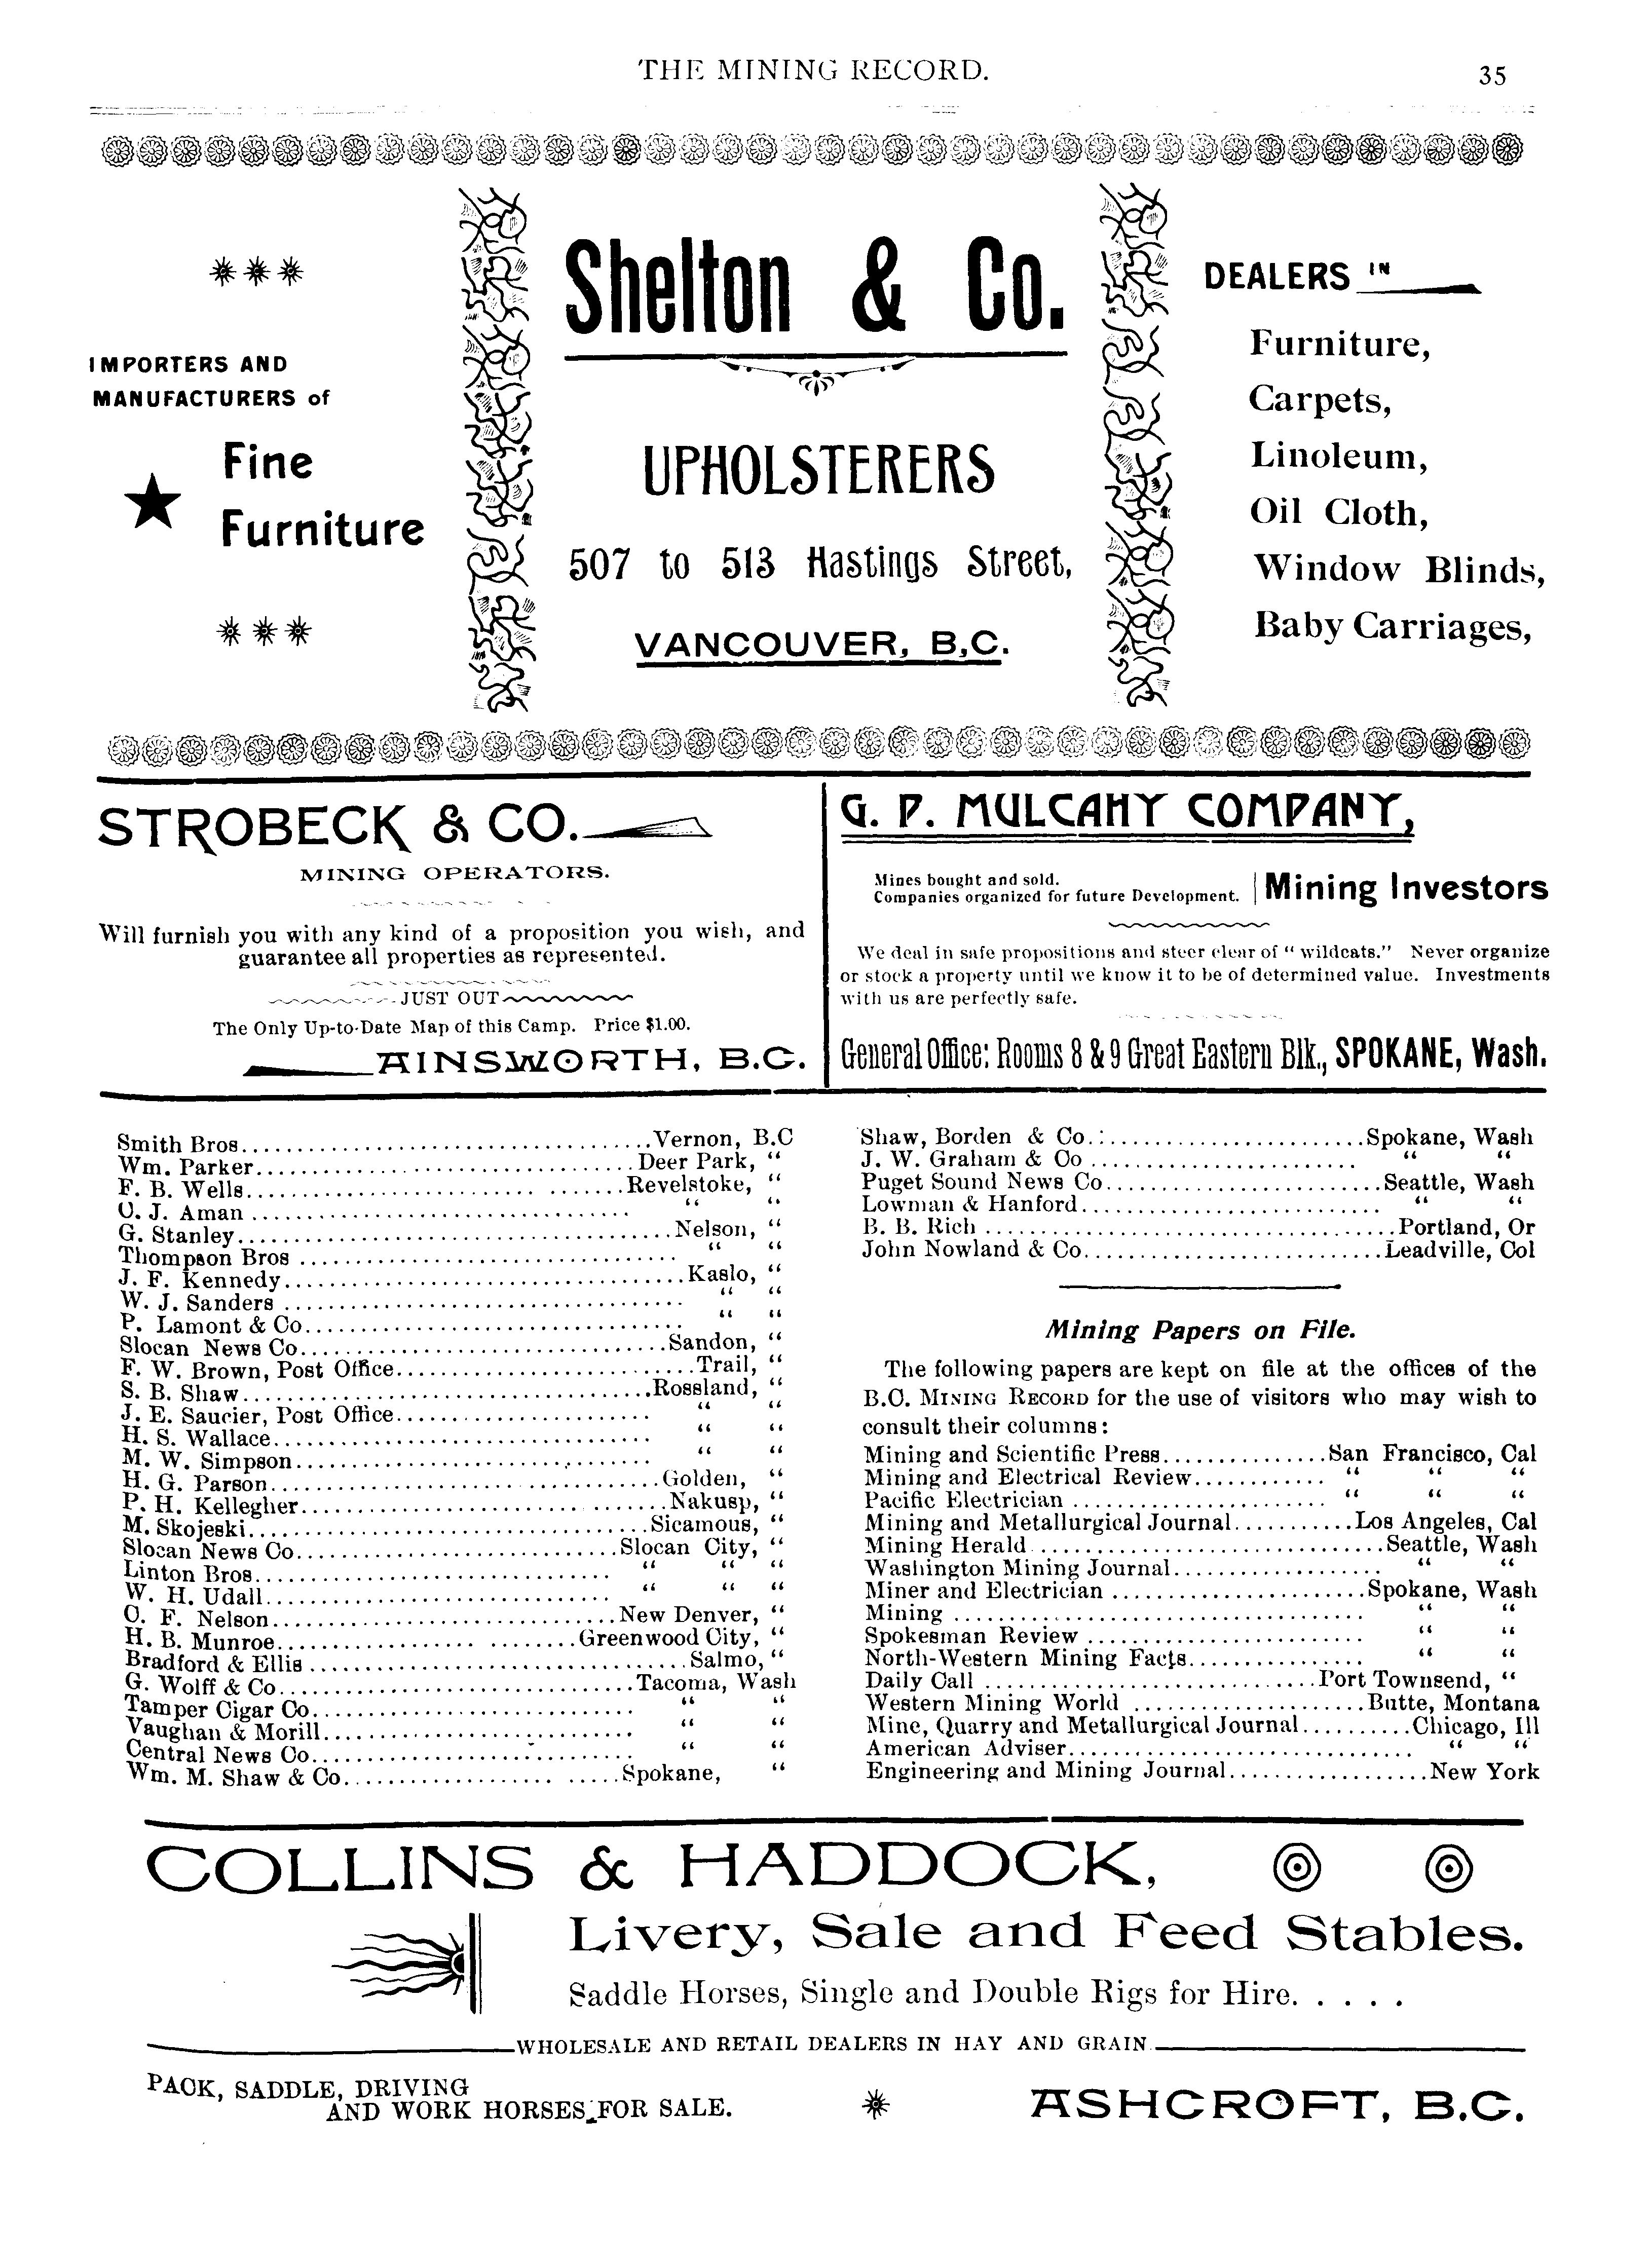 THE MINING RECORD.
35
IMPORTERS AND
MANUFACTURERS of
Fine
Furniture
Shelton & Co.
UPHOLSTERERS
507 to 513 Hastings Street,
VANCOUVER, B.C.
DEALERS IN
Furniture,
Carpets,
Linoleum,
Oil Cloth,
Window Blinds,
Baby Carriages,
STROBECK & CO.
MINING OPERATORS.
Will furnish you with any kind of a proposition you wish, and
guarantee all properties as represented.
JUST OUT
The Only Up-to-Date Map of this Camp. Price $1.00.
AINSWORTH, B.C.
G. P. MULCAHY COMPANY,
Mines bought and sold.
Companies organized for future Development.
Mining Investors
We deal in safe propositions and steer clear of “ wildcats.” Never organize
or stock a property until we know it to be of determined value. Investments
with us are perfectly safe.
General Office: Rooms 8 & 9 Great Eastern Blk., SPOKANE, Wash.
Smith Bros......Vernon, B.C
Wm. Parker......Deer Park, “
F. B. Wells......Revelstoke, “
C. J. Aman ...... “ “
G. Stanley......Nelson, “
Thompson Bros ...... “ “
J. F. Kennedy......Kaslo, “
W. J. Sanders ...... “ “
P. Lamont & Co...... “ “
Slocan News Co......Sandon, “
F. W. Brown, Post Office......Trail, “
S. B. Shaw......Rossland, “
J. E. Saucier, Post Office...... “ “
H. S. Wallace...... “ “
M. W. Simpson...... “ “
H. G. Parson......Golden, “
P. H. Kellegher......Nakusp, “
M. Skojeski......Sicamous, “
Slocan News Co......Slocan City, “
Linton Bros...... “ “ “
W. H. Udall...... “ “ “
C. F. Nelson......New Denver, “
H. B. Munroe......Greenwood City, “
Bradford & Ellis ......Salmo, “
G. Wolff & Co......Tacoma, Wash
Tamper Cigar Co...... “ “
Vaughan & Morill...... “ “
Central News Co...... “ “
Wm. M. Shaw & Co......Spokane, “
Shaw, Borden & Co......Spokane, Wash
J. W. Graham & Co ...... “ “
Puget Sound News Co......Seattle, Wash
Lowman & Hanford...... “ “
B. B. Rich ......Portland, Or
John Nowland & Co......Leadville, Col
Mining Papers on File.
The following papers are kept on file at the offices of the
B.C. MINING RECORD for the use of visitors who may wish to
consult their columns:
Mining and Scientific Press......San Francisco, Cal
Mining and Electrical Review...... “ “ “
Pacific Electrician ...... “ “ “
Mining and Metallurgical Journal......Los Angeles, Cal
Mining Herald ......Seattle, Wash
Washington Mining Journal...... “ “
Miner and Electrician ......Spokane, Wash
Mining ...... “ “
Spokesman Review ...... “ “
North-Western Mining Facts...... “ “
Daily Call ......Port Townsend, “
Western Mining World ......Butte, Montana
Mine, Quarry and Metallurgical Journal......Chicago, Ill
American Adviser...... “ “
Engineering and Mining Journal......New York
COLLINS & HADDOCK,
Livery, Sale and Feed Stables.
Saddle Horses, Single and Double Rigs for Hire. . . . .
WHOLESALE AND RETAIL DEALERS IN HAY AND GRAIN.
PACK, SADDLE, DRIVING
AND WORK HORSES FOR SALE.
ASHCROFT, B.C.